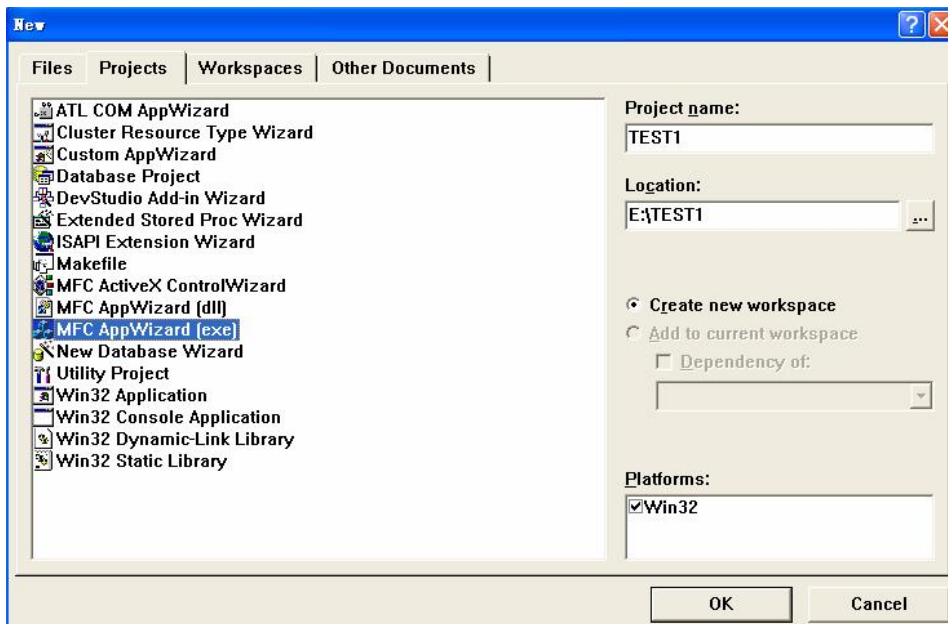 New
Files Projects Workspaces Other Documents
ATL COM AppWizard
Cluster Resource Type Wizard
Custom AppWizard
Database Project
DevStudio Add-in Wizard
Extended Stored Proc Wizard
ISAPI Extension Wizard
Makefile
MFC ActiveX ControlWizard
MFC AppWizard (dll)
MFC AppWizard (exe)
New Database Wizard
Utility Project
Win32 Application
Win32 Console Application
Win32 Dynamic-Link Library
Win32 Static Library
Project name:
TEST1
Location:
E:\TEST1
...
Create new workspace
Add to current workspace
Dependency of:
Platforms:
Win32
OK Cancel